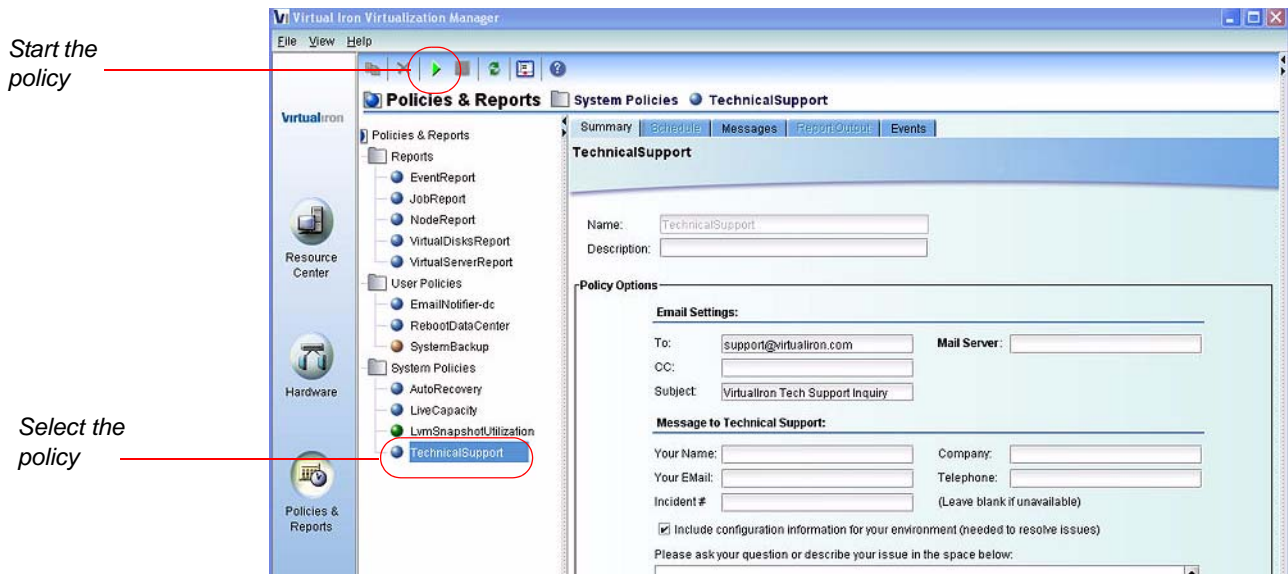 Start the
policy
Select the
policy
VI Virtual Iron Virtualization Manager
File View Help
Policies & Reports System Policies TechnicalSupport
Virtualiron
Resource
Center
Hardware
Policies &
Reports
Policies & Reports
Reports
EventReport
JobReport
NodeReport
VirtualDisksReport
VirtualServerReport
User Policies
EmailNotifier-dc
RebootDataCenter
SystemBackup
System Policies
AutoRecovery
LiveCapacity
LvmSnapshotUtilization
TechnicalSupport
Summary Schedule Messages Report Output Events
TechnicalSupport
Name: TechnicalSupport
Description:
Policy Options
Email Settings:
To: support@virtualiron.com Mail Server:
CC:
Subject: VirtualIron Tech Support Inquiry
Message to Technical Support:
Your Name: Company:
Your EMail: Telephone:
Incident # (Leave blank if unavailable)
Include configuration information for your environment (needed to resolve issues)
Please ask your question or describe your issue in the space below: